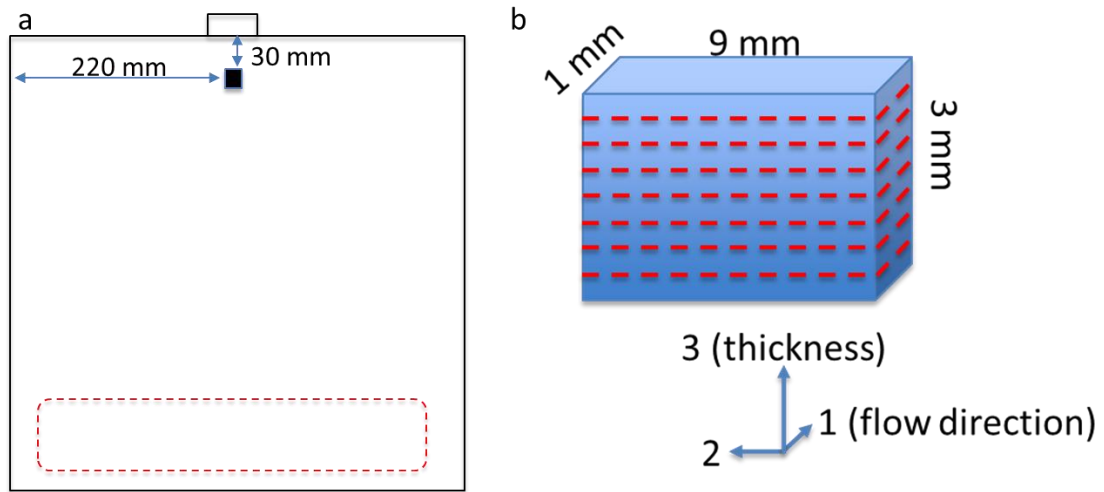 a
30 mm
220 mm
b
1 mm
9 mm
3 mm
3 (thickness)
1 (flow direction)
2